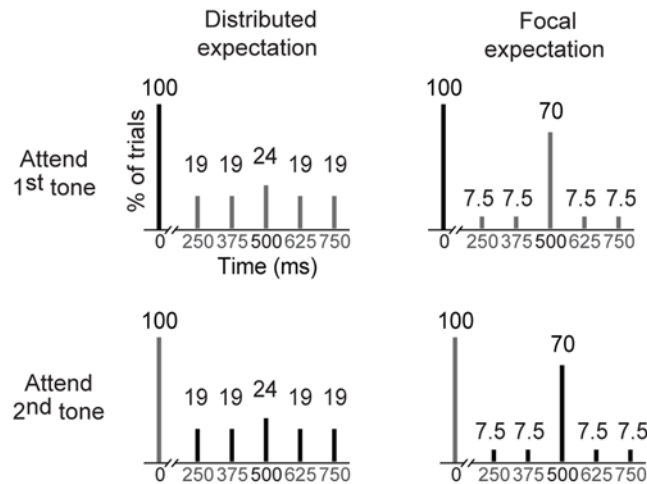 Distributed
expectation
Focal
expectation
Attend
1st tone
% of trials
100
19 19 24 19 19
0 250 375 500 625 750
Time (ms)
100
7.5 7.5 70 7.5 7.5
0 250 375 500 625 750
Attend
2nd tone
100
19 19 24 19 19
0 250 375 500 625 750
100
7.5 7.5 70 7.5 7.5
0 250 375 500 625 750